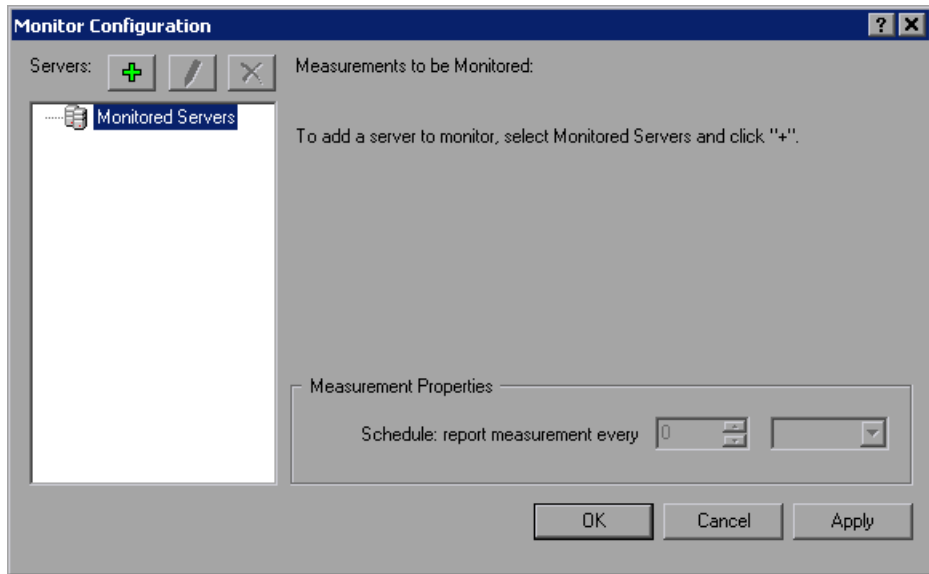 Monitor Configuration
Servers:
Measurements to be Monitored:
Monitored Servers
To add a server to monitor, select Monitored Servers and click "+".
Measurement Properties
Schedule: report measurement every 0
OK Cancel Apply